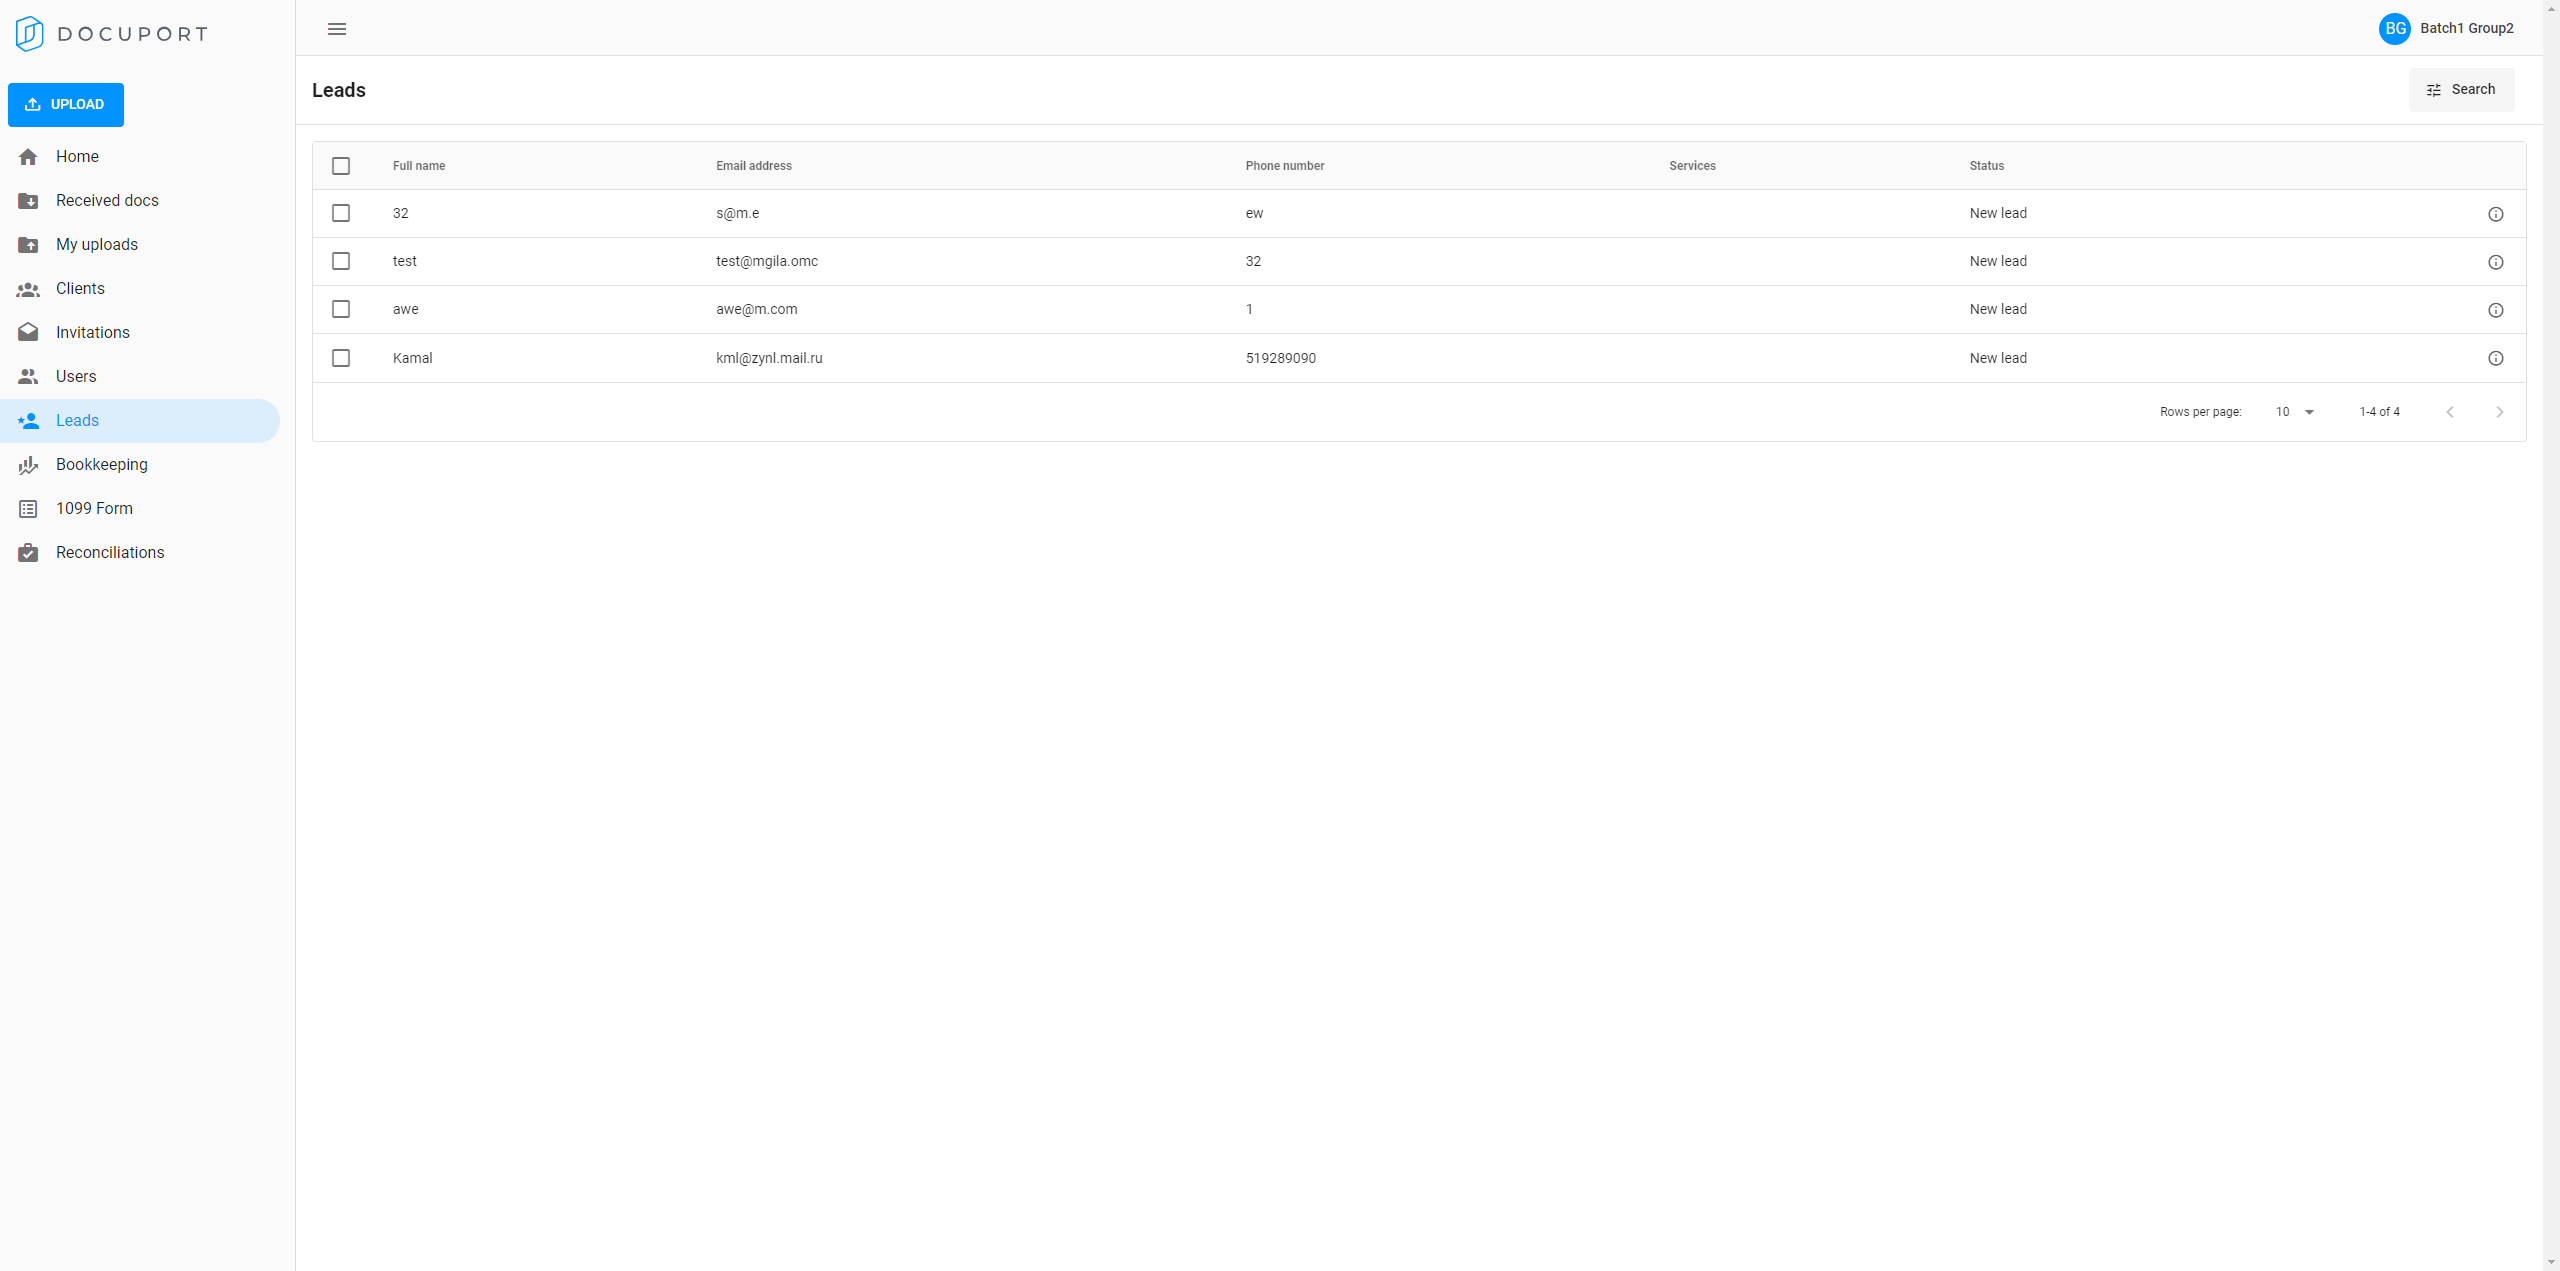 DOCUPORT
BG Batch1 Group2
UPLOAD
Home
Received docs
My uploads
Clients
Invitations
Users
Leads
Bookkeeping
1099 Form
Reconciliations
Leads
Search
Full name Email address Phone number Services Status
32 s@m.e ew New lead
test test@mgila.omc 32 New lead
awe awe@m.com 1 New lead
Kamal kml@zynl.mail.ru 519289090 New lead
Rows per page: 10 1-4 of 4